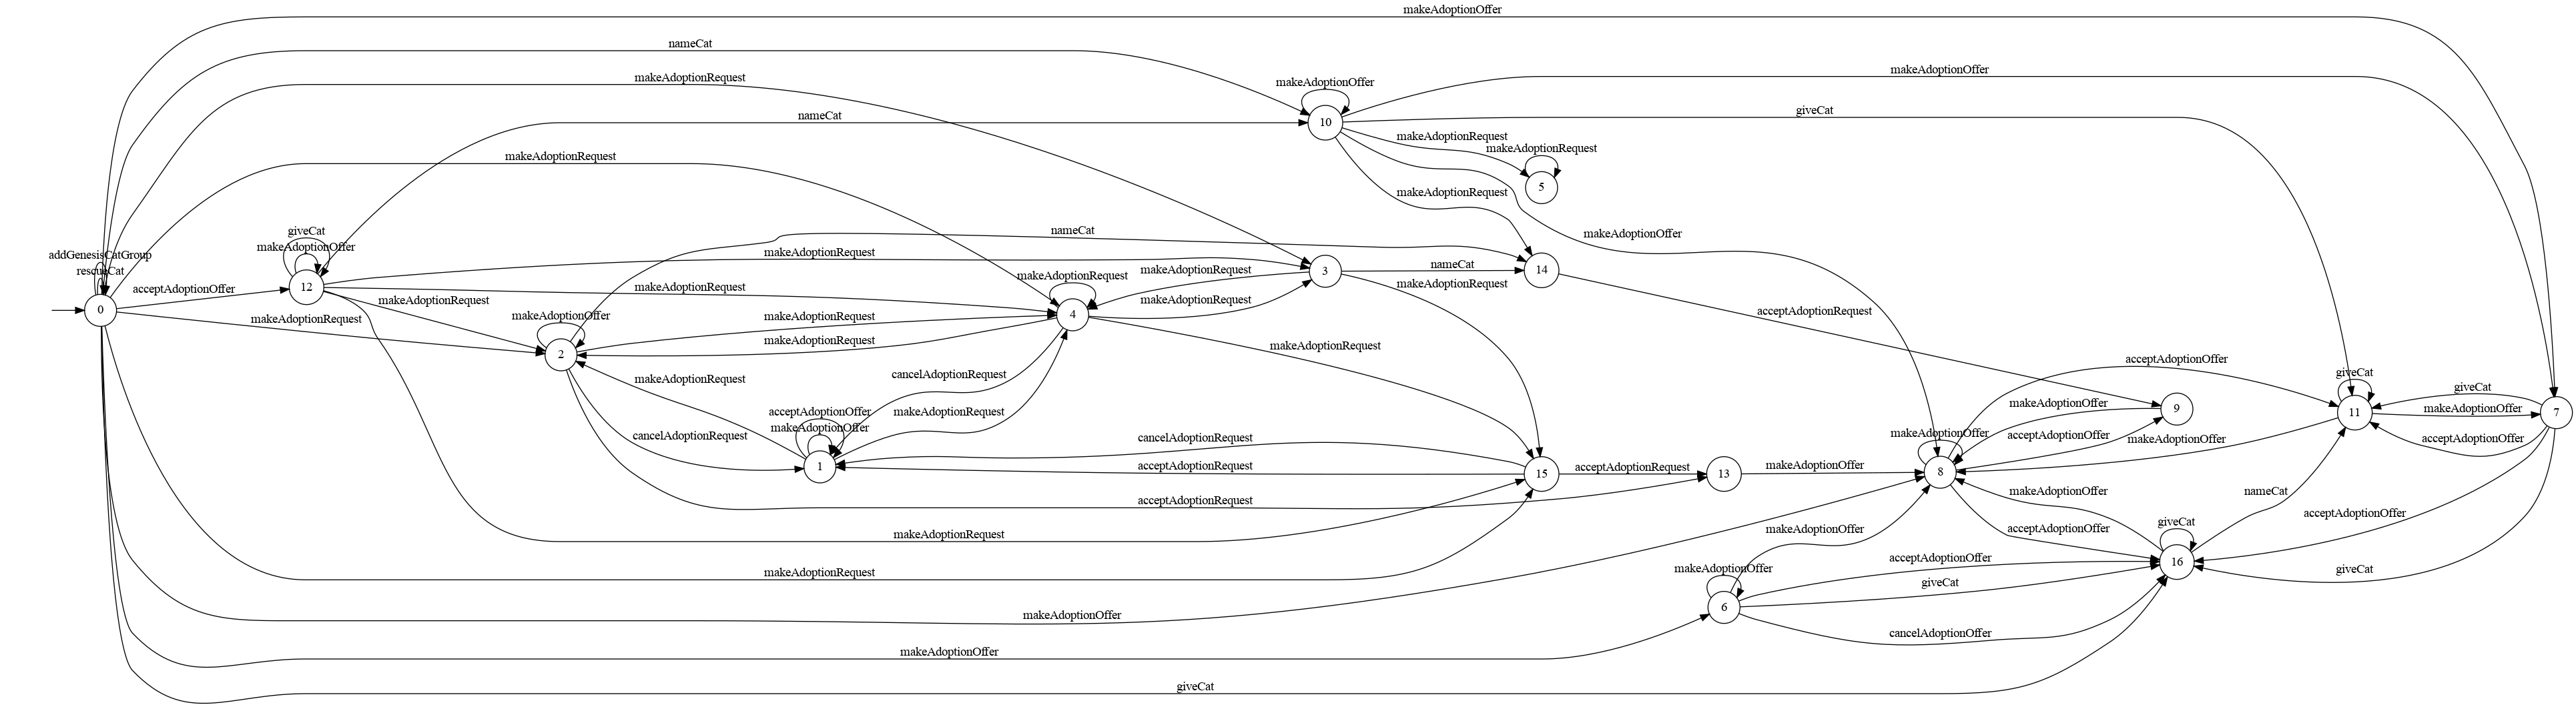 makeAdoptionOffer
nameCat
makeAdoptionRequest
makeAdoptionOffer
makeAdoptionOffer
giveCat
nameCat
10
makeAdoptionRequest
makeAdoptionRequest
makeAdoptionRequest
5
makeAdoptionRequest
giveCat
makeAdoptionOffer
nameCat
makeAdoptionOffer
addGenesisCatGroup
rescueCat
makeAdoptionRequest
nameCat
3
14
makeAdoptionRequest
makeAdoptionRequest
makeAdoptionRequest
12
acceptAdoptionOffer
makeAdoptionRequest
makeAdoptionRequest
makeAdoptionRequest
0
makeAdoptionRequest
makeAdoptionOffer
makeAdoptionRequest
4
acceptAdoptionRequest
2
makeAdoptionRequest
makeAdoptionRequest
acceptAdoptionOffer
makeAdoptionRequest
cancelAdoptionRequest
giveCat
giveCat
acceptAdoptionOffer
makeAdoptionOffer
makeAdoptionRequest
makeAdoptionOffer
9
11
makeAdoptionOffer
7
cancelAdoptionRequest
cancelAdoptionRequest
makeAdoptionOffer
acceptAdoptionOffer
makeAdoptionOffer
acceptAdoptionOffer
1
acceptAdoptionRequest
15
acceptAdoptionRequest
13
makeAdoptionOffer
8
makeAdoptionOffer
nameCat
acceptAdoptionRequest
acceptAdoptionOffer
makeAdoptionRequest
makeAdoptionOffer
acceptAdoptionOffer
giveCat
makeAdoptionRequest
makeAdoptionOffer
acceptAdoptionOffer
16
giveCat
giveCat
6
makeAdoptionOffer
cancelAdoptionOffer
makeAdoptionOffer
giveCat